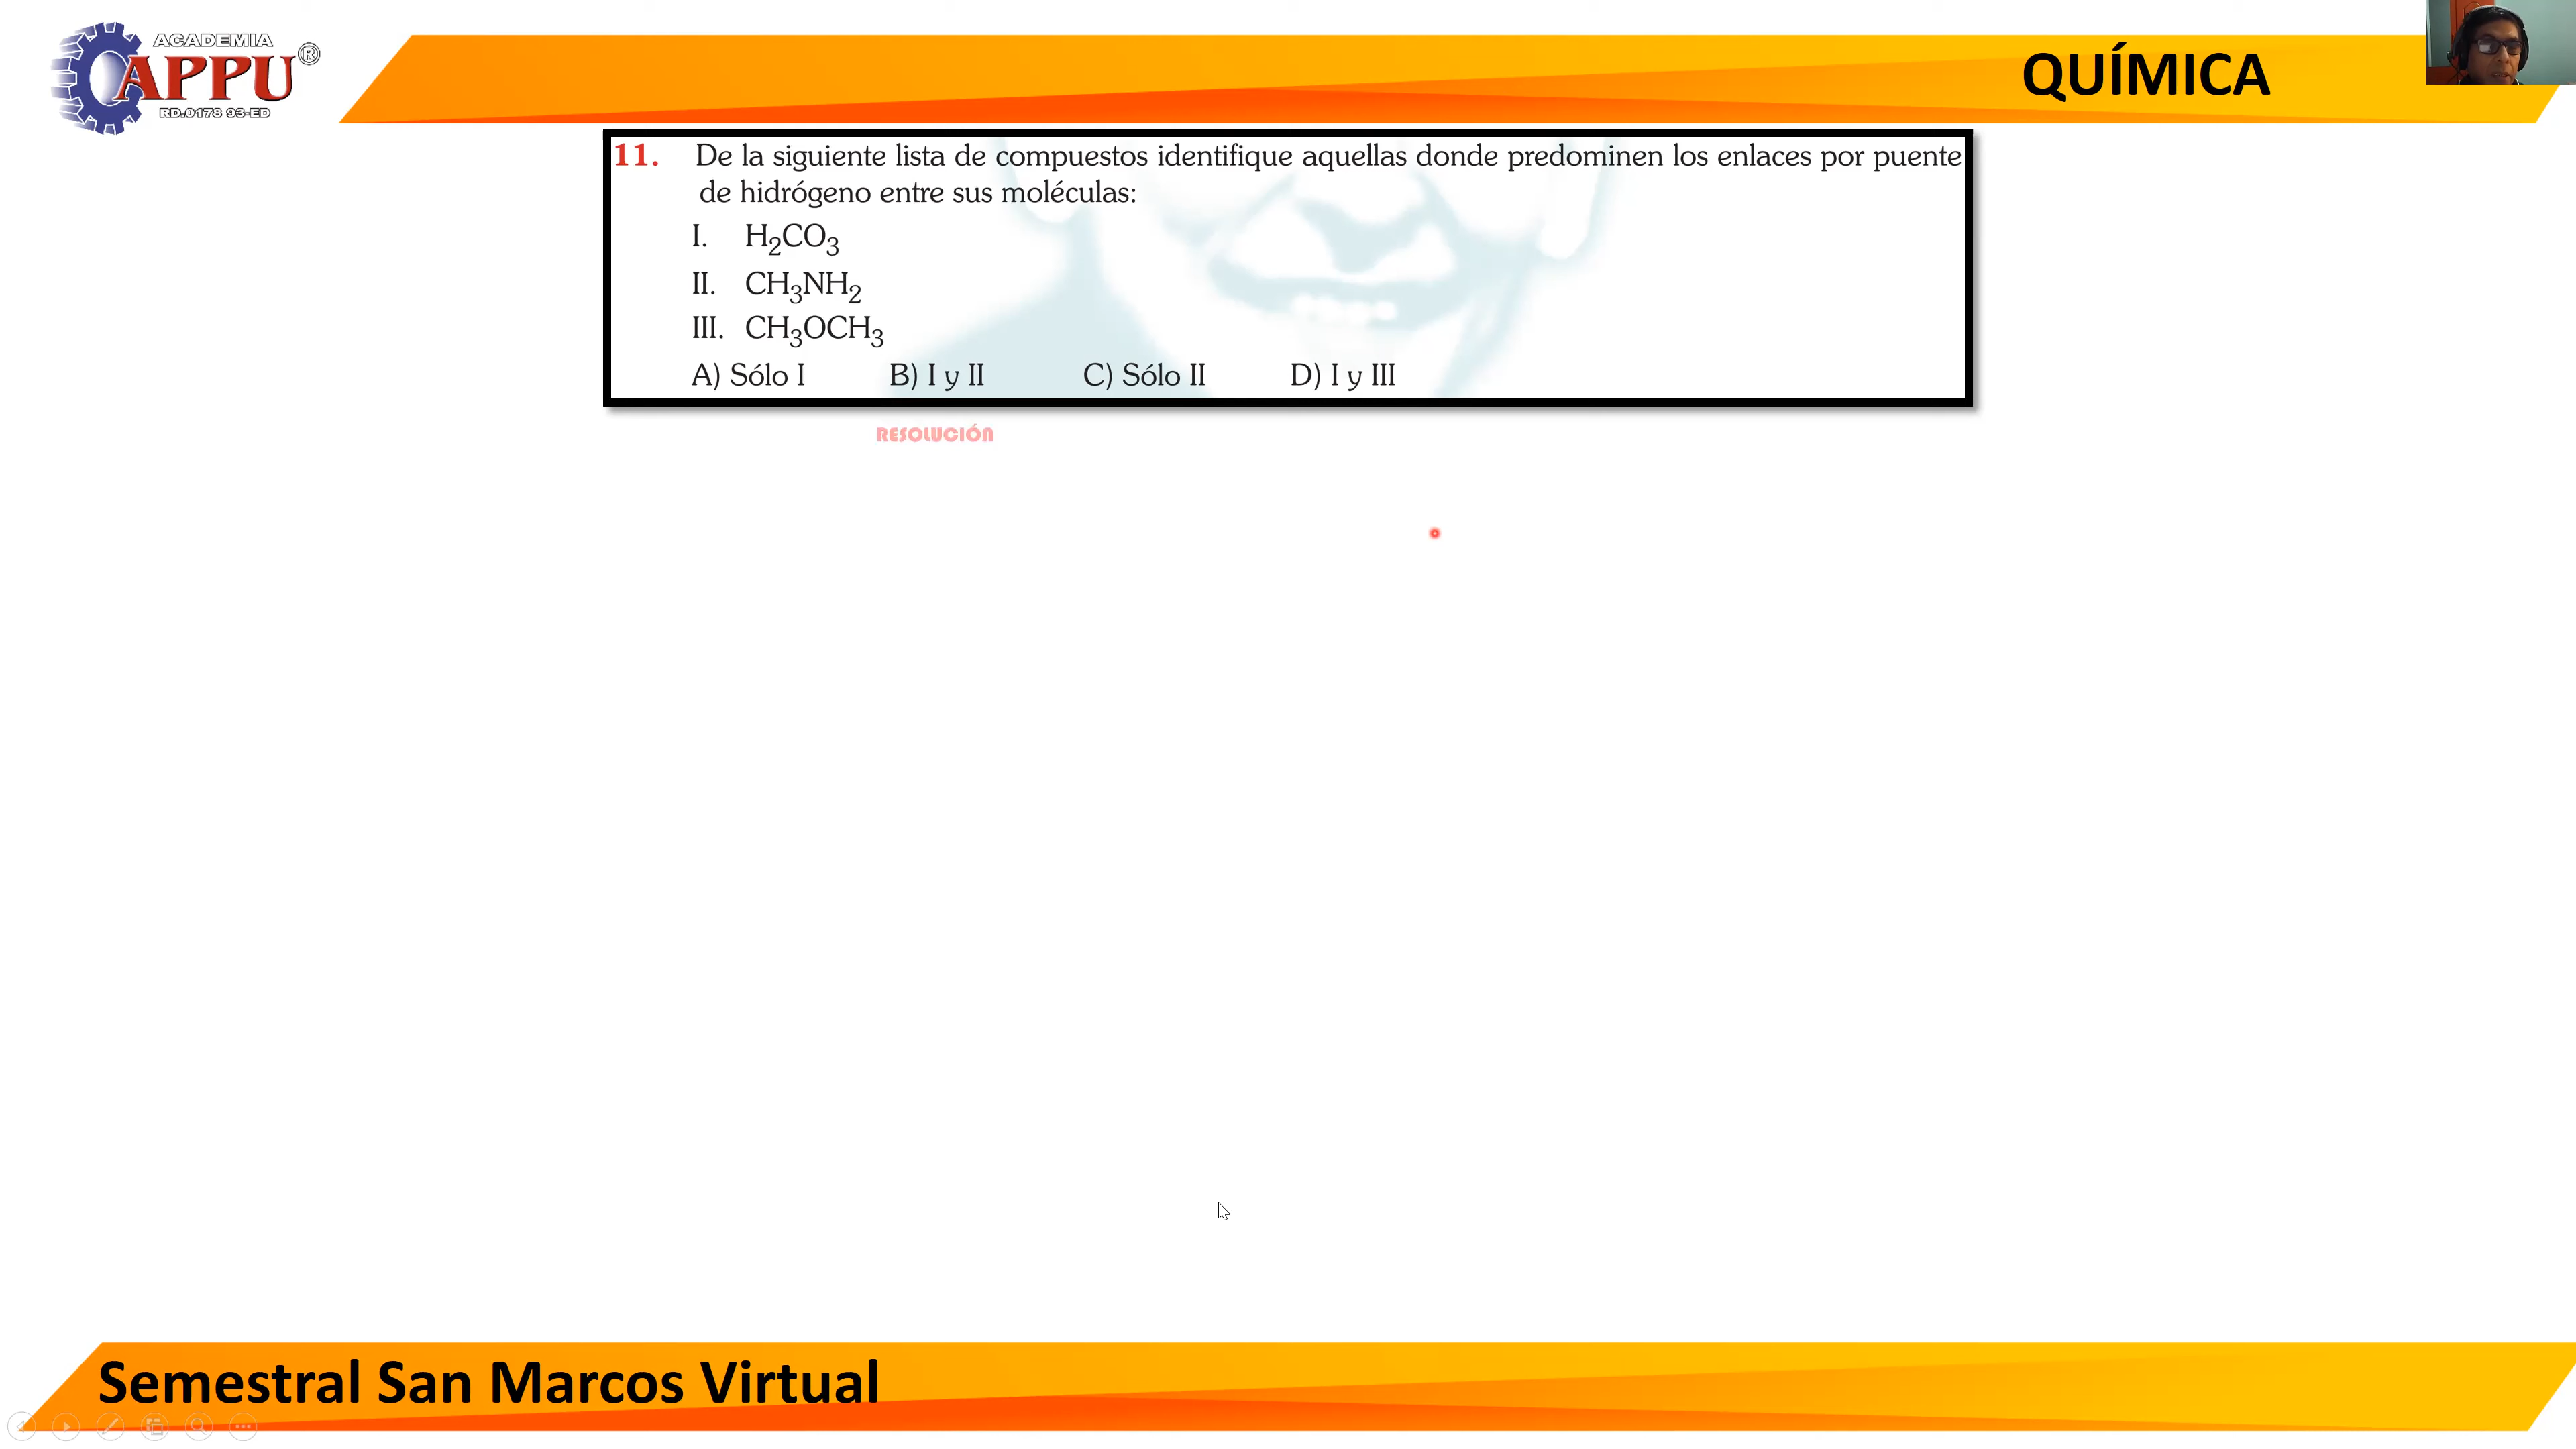 ACADEMIA
APPU®
RD.0178 93-ED
QUÍMICA
11. De la siguiente lista de compuestos identifique aquellas donde predominen los enlaces por puente
de hidrógeno entre sus moléculas:
I. H₂CO₃
II. CH₃NH₂
III. CH₃OCH₃
A) Sólo I B) I y II C) Sólo II D) I y III
RESOLUCIÓN
Semestral San Marcos Virtual